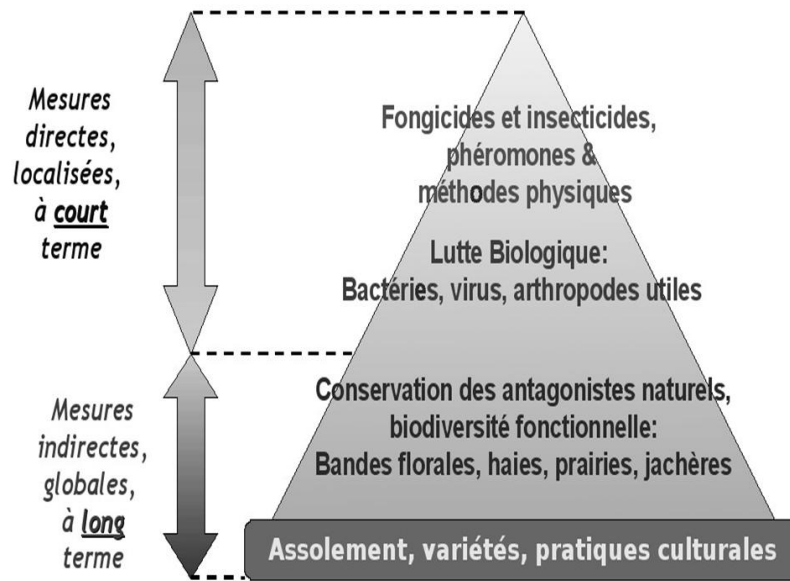 Mesures
directes,
localisées,
à court
terme
Fongicides et insecticides,
phéromones &
méthodes physiques
Lutte Biologique:
Bactéries, virus, arthropodes utiles
Mesures
indirectes,
globales,
à long
terme
Conservation des antagonistes naturels,
biodiversité fonctionnelle:
Bandes florales, haies, prairies, jachères
Assolement, variétés, pratiques culturales